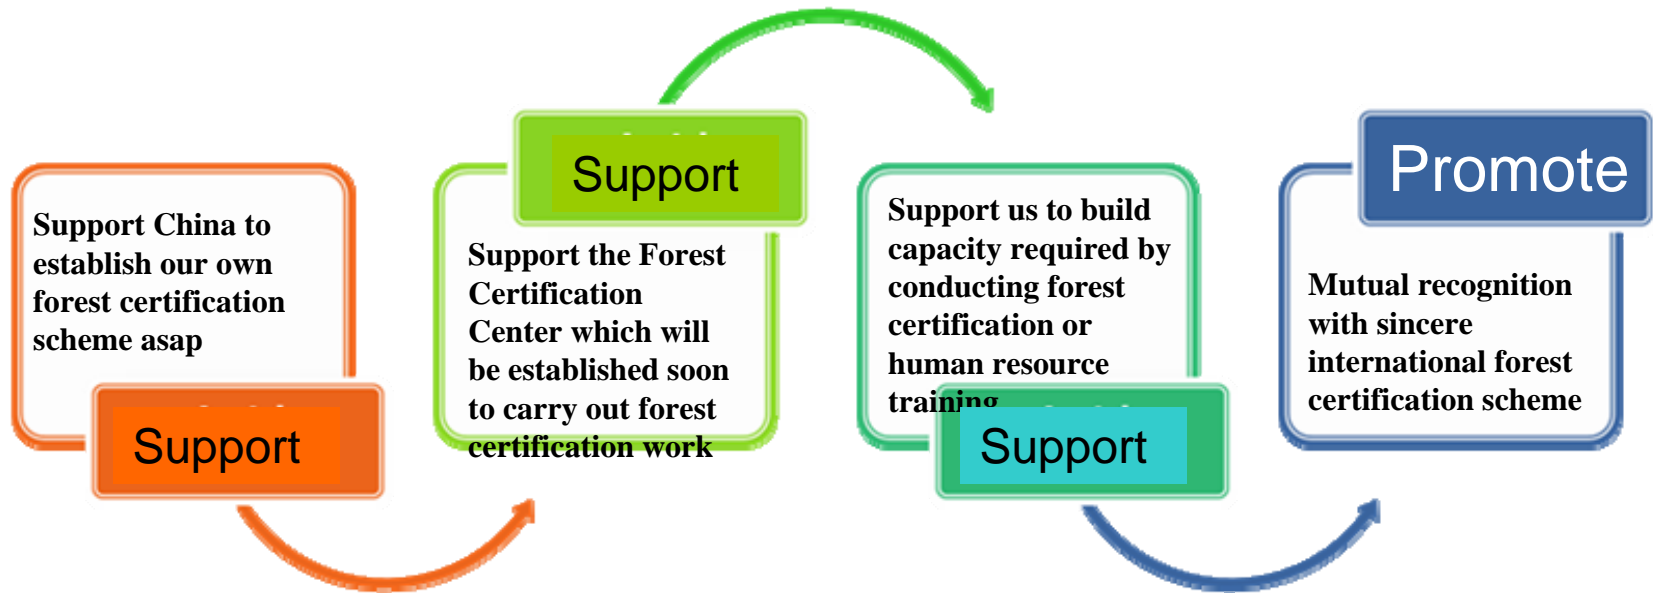 Support China to
establish our own
forest certification
scheme asap
Support
Support
Support the Forest
Certification
Center which will
be established soon
to carry out forest
certification work
Support us to build
capacity required by
conducting forest
certification or
human resource
training
Support
Promote
Mutual recognition
with sincere
international forest
certification scheme